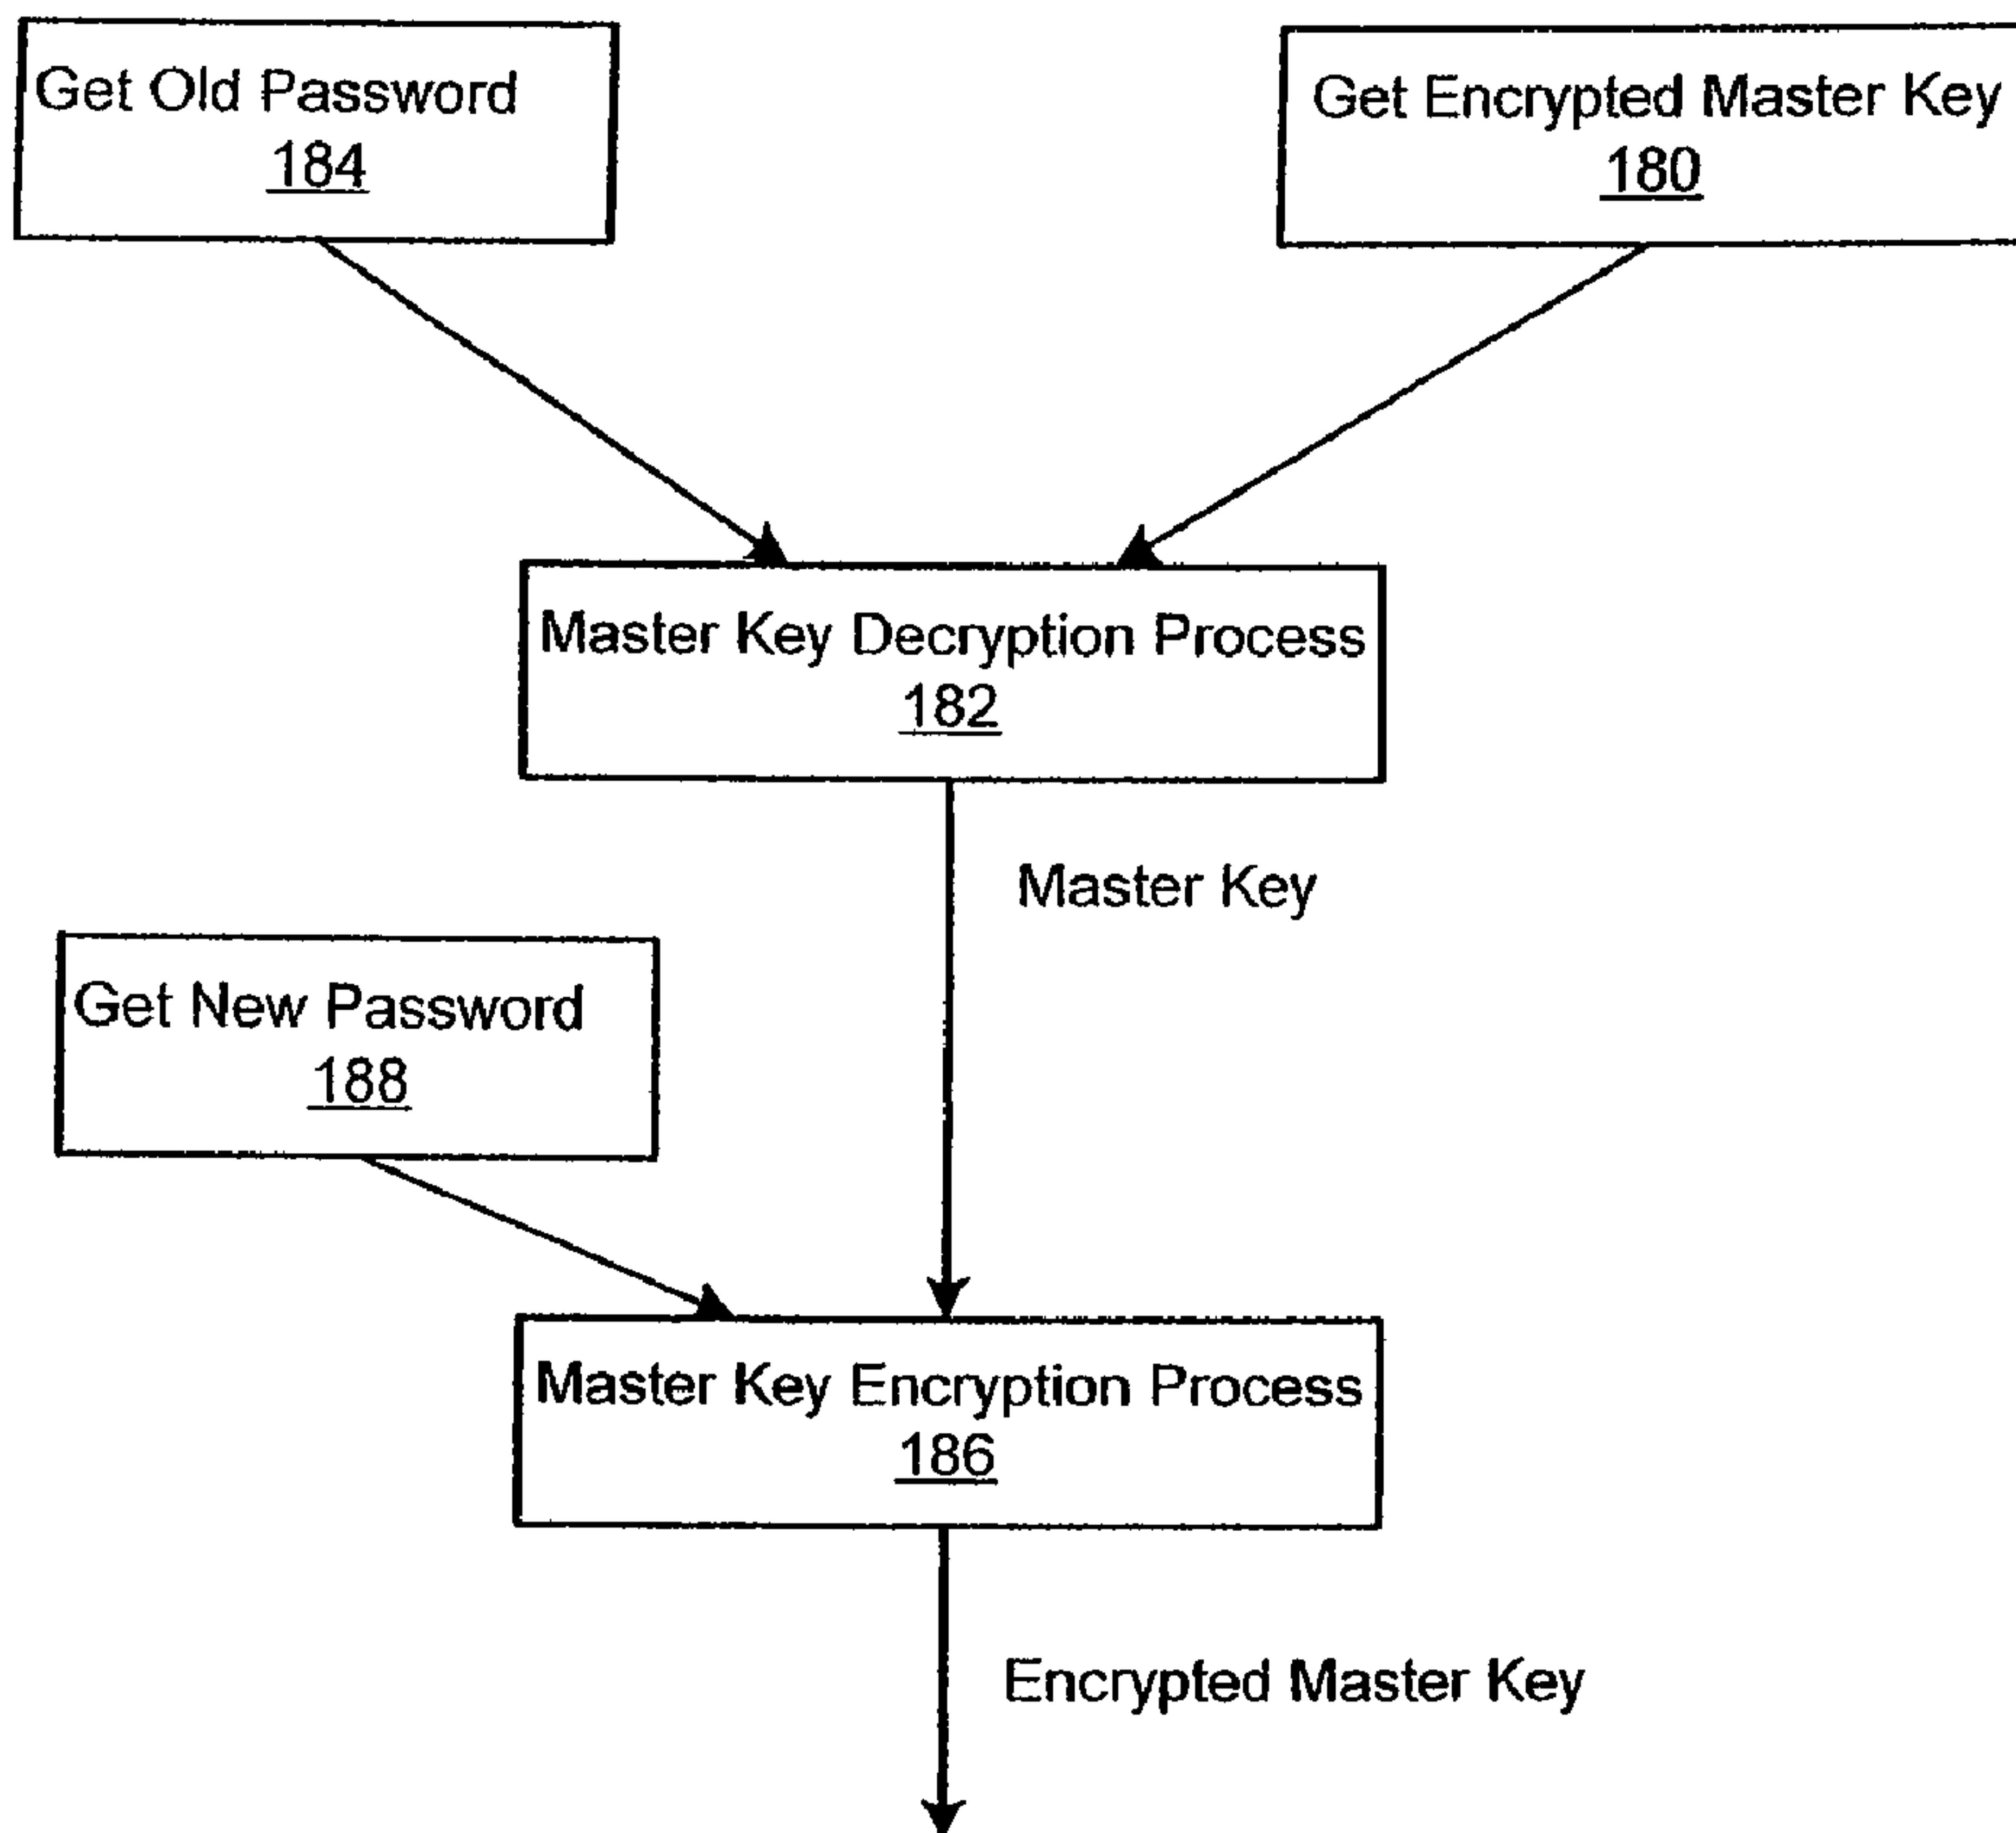 Get Old Password
184
Get Encrypted Master Key
180
Master Key Decryption Process
182
Master Key
Get New Password
188
Master Key Encryption Process
186
Encrypted Master Key